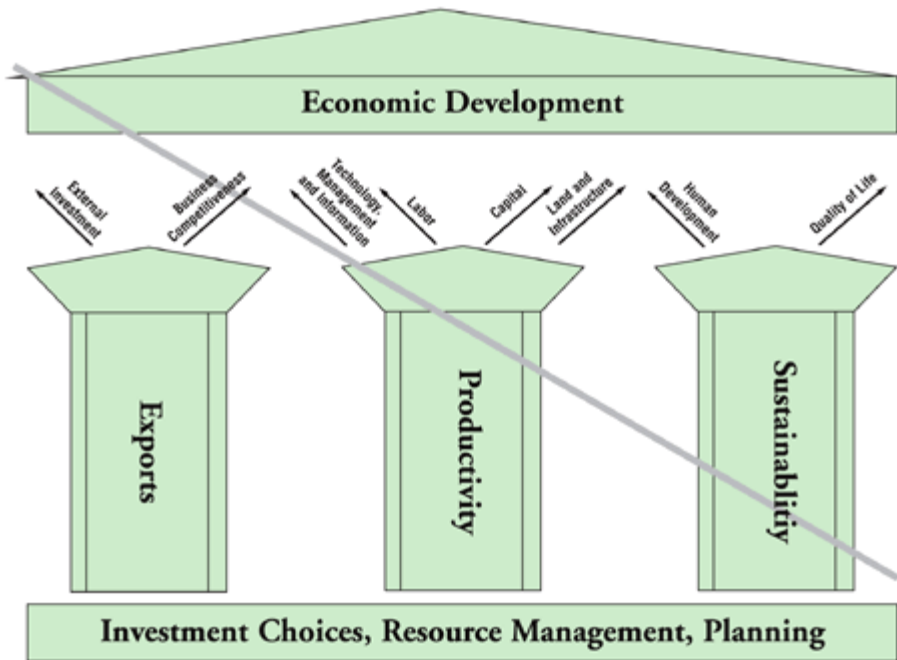 Economic Development
External
Investment
Business
Competitiveness
Technology,
Management
and Information
Labor
Capital
Land and
Infrastructure
Human
Development
Quality of Life
Exports
Productivity
Sustainablitiy
Investment Choices, Resource Management, Planning